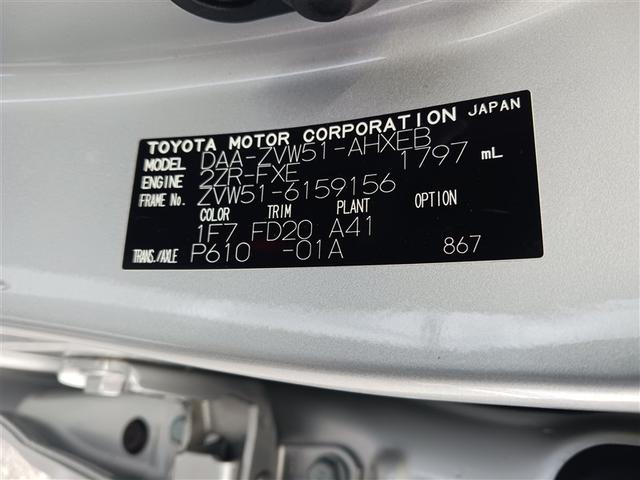 TOYOTA MOTOR CORPORATION JAPAN
MODEL DAA-ZVW51-AHXEB
ENGINE 2ZR-FXE 1797 mL
FRAME No. ZVW51-6159156
COLOR TRIM PLANT OPTION
1F7 FD20 A41
TRANS./AXLE P610 -01A 867